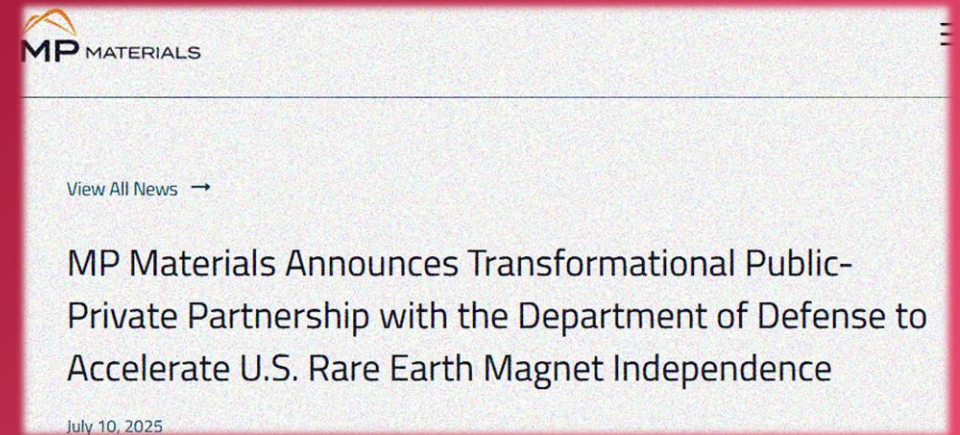 MP MATERIALS
View All News →
MP Materials Announces Transformational Public-
Private Partnership with the Department of Defense to
Accelerate U.S. Rare Earth Magnet Independence
July 10, 2025